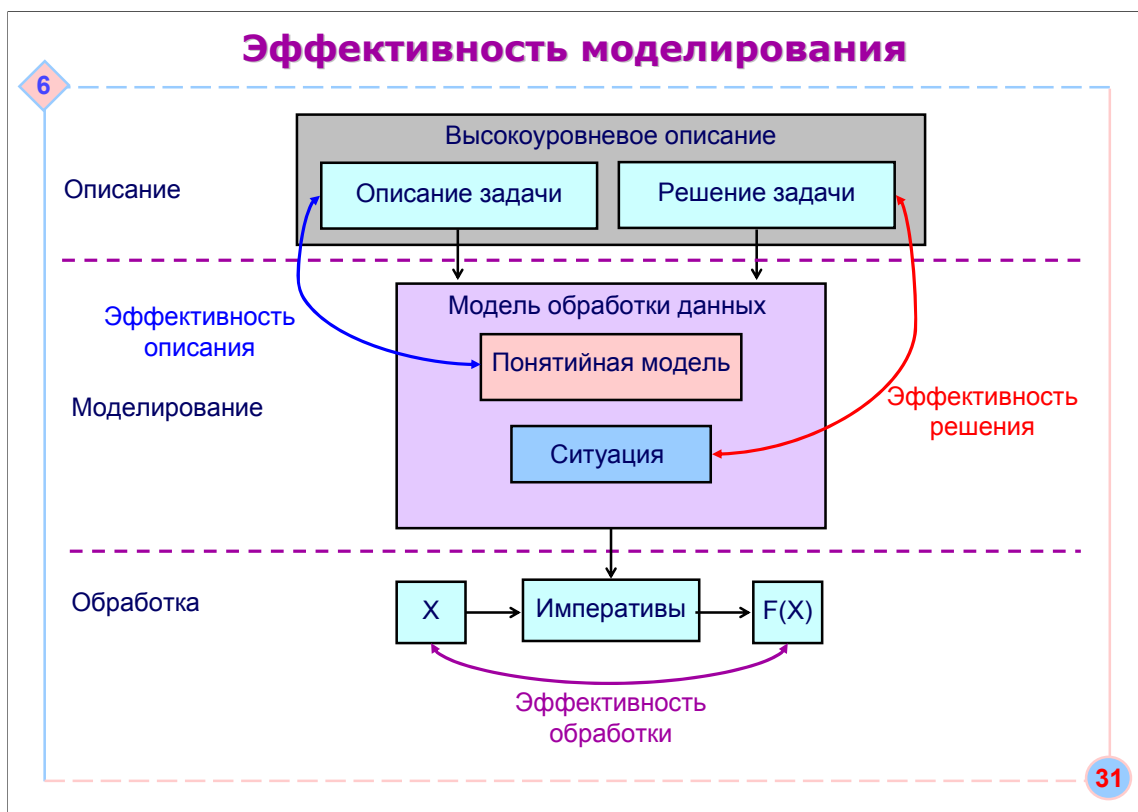 Эффективность моделирования
6
Высокоуровневое описание
Описание
Описание задачи
Решение задачи
Модель обработки данных
Эффективность
описания
Понятийная модель
Моделирование
Эффективность
решения
Ситуация
Обработка
X
Императивы
F(X)
Эффективность
обработки
31